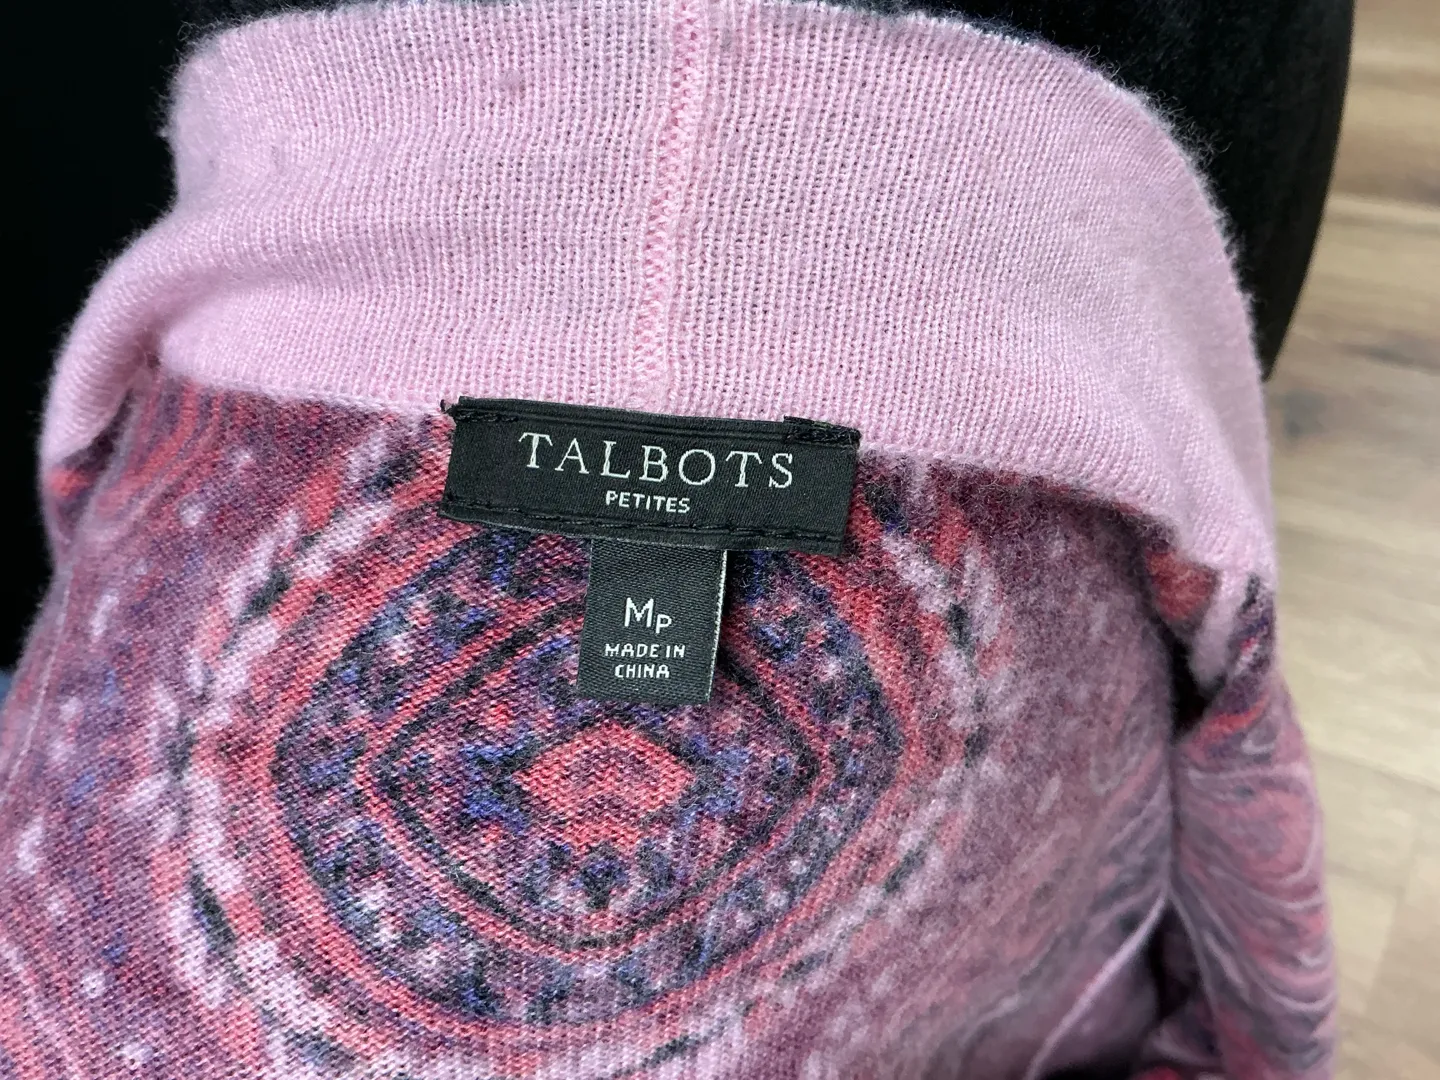 TALBOTS
PETITES
MP
MADE IN
CHINA